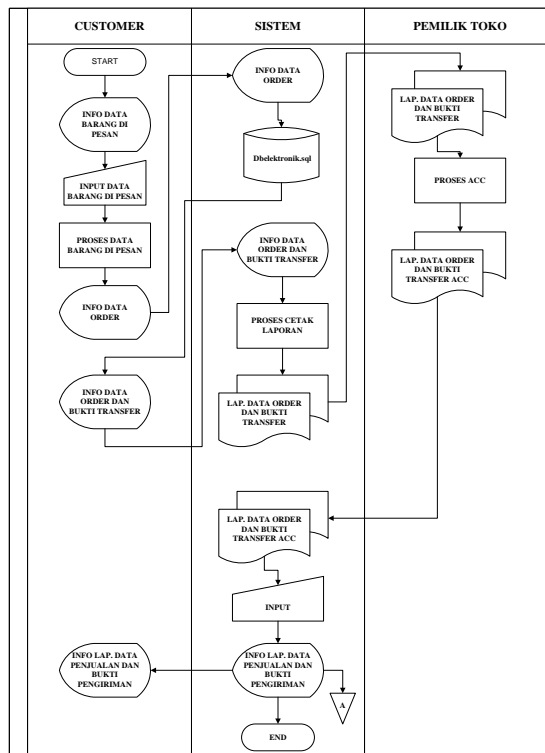 CUSTOMER
SISTEM
PEMILIK TOKO
START
INFO DATA
BARANG DI
PESAN
INPUT DATA
BARANG DI PESAN
PROSES DATA
BARANG DI PESAN
INFO DATA
ORDER
INFO DATA
ORDER DAN
BUKTI TRANSFER
INFO LAP. DATA
PENJUALAN DAN
BUKTI
PENGIRIMAN
INFO DATA
ORDER
Dbelektronik.sql
INFO DATA
ORDER DAN
BUKTI TRANSFER
PROSES CETAK
LAPORAN
LAP. DATA ORDER
DAN BUKTI
TRANSFER
LAP. DATA ORDER
DAN BUKTI
TRANSFER ACC
INPUT
INFO LAP. DATA
PENJUALAN DAN
BUKTI
PENGIRIMAN
A
END
LAP. DATA ORDER
DAN BUKTI
TRANSFER
PROSES ACC
LAP. DATA ORDER
DAN BUKTI
TRANSFER ACC